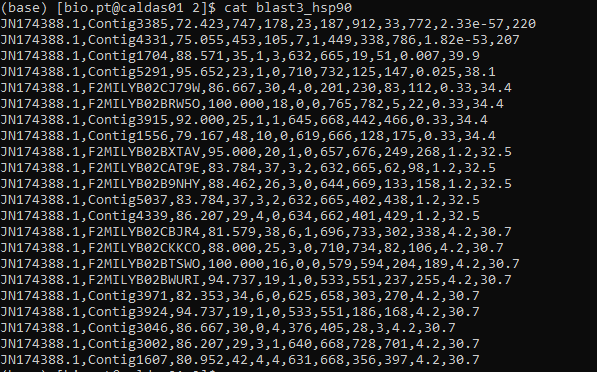 (base) [bio.pt@caldas01 2]$ cat blast3_hsp90
JN174388.1,Contig3385,72.423,747,178,23,187,912,33,772,2.33e-57,220
JN174388.1,Contig4331,75.055,453,105,7,1,449,338,786,1.82e-53,207
JN174388.1,Contig1704,88.571,35,1,3,632,665,19,51,0.007,39.9
JN174388.1,Contig5291,95.652,23,1,0,710,732,125,147,0.025,38.1
JN174388.1,F2MILYB02CJ79W,86.667,30,4,0,201,230,83,112,0.33,34.4
JN174388.1,F2MILYB02BRW5O,100.000,18,0,0,765,782,5,22,0.33,34.4
JN174388.1,Contig3915,92.000,25,1,1,645,668,442,466,0.33,34.4
JN174388.1,Contig1556,79.167,48,10,0,619,666,128,175,0.33,34.4
JN174388.1,F2MILYB02BXTAV,95.000,20,1,0,657,676,249,268,1.2,32.5
JN174388.1,F2MILYB02CAT9E,83.784,37,3,2,632,665,62,98,1.2,32.5
JN174388.1,F2MILYB02B9NHY,88.462,26,3,0,644,669,133,158,1.2,32.5
JN174388.1,Contig5037,83.784,37,3,2,632,665,402,438,1.2,32.5
JN174388.1,Contig4339,86.207,29,4,0,634,662,401,429,1.2,32.5
JN174388.1,F2MILYB02CBJR4,81.579,38,6,1,696,733,302,338,4.2,30.7
JN174388.1,F2MILYB02CKKCO,88.000,25,3,0,710,734,82,106,4.2,30.7
JN174388.1,F2MILYB02BTSWO,100.000,16,0,0,579,594,204,189,4.2,30.7
JN174388.1,F2MILYB02BWURI,94.737,19,1,0,533,551,237,255,4.2,30.7
JN174388.1,Contig3971,82.353,34,6,0,625,658,303,270,4.2,30.7
JN174388.1,Contig3924,94.737,19,1,0,533,551,186,168,4.2,30.7
JN174388.1,Contig3046,86.667,30,0,4,376,405,28,3,4.2,30.7
JN174388.1,Contig3002,86.207,29,3,1,640,668,728,701,4.2,30.7
JN174388.1,Contig1607,80.952,42,4,4,631,668,356,397,4.2,30.7
(base) [bio.pt@caldas01 2]$